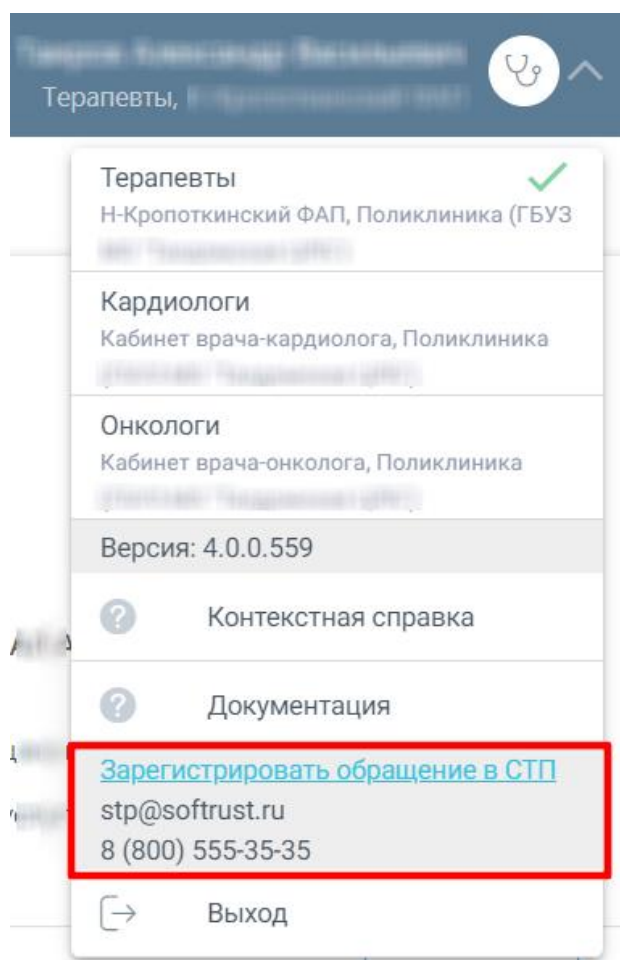 Терапевты,
Терапевты
Н-Кропоткинский ФАП, Поликлиника (ГБУЗ
Кардиологи
Кабинет врача-кардиолога, Поликлиника
Онкологи
Кабинет врача-онколога, Поликлиника
Версия: 4.0.0.559
Контекстная справка
Документация
Зарегистрировать обращение в СТП
stp@softrust.ru
8 (800) 555-35-35
Выход